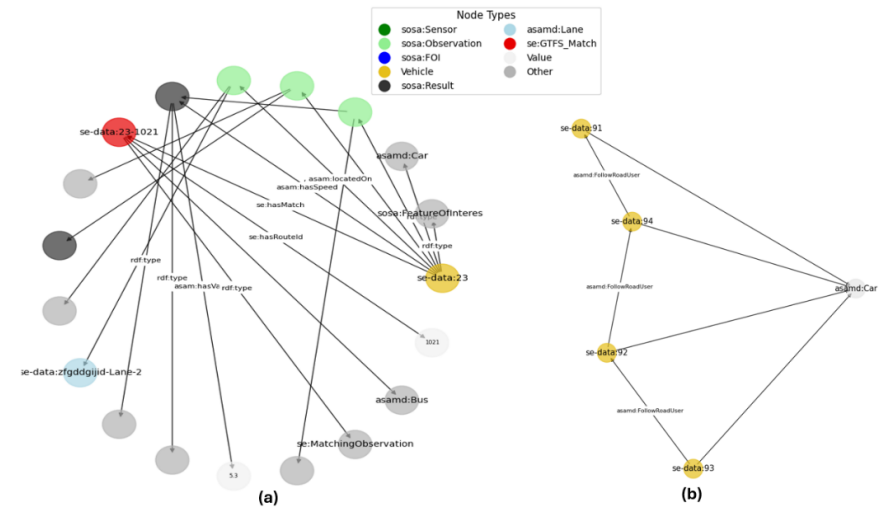 Node Types
sosa:Sensor
sosa:Observation
sosa:FOI
Vehicle
sosa:Result
asamd:Lane
se:GTFS_Match
Value
Other
se-data:23-1021
asamd:Car
asam:locatedOn
asam:hasSpeed
se:hasMatch
sosa:FeatureOfInteres
rdf:type
se:hasRouteId
rdf:type
se-data:23
rdf:type
rdf:type
asam:hasVa
rdf:type
1021
se-data:zfgddgijid-Lane-2
asamd:Bus
se:MatchingObservation
5.3
(a)
se-data:91
asamd:FollowRoadUser
se-data:94
asamd:FollowRoadUser
asamd:Car
se-data:92
asamd:FollowRoadUser
se-data:93
(b)